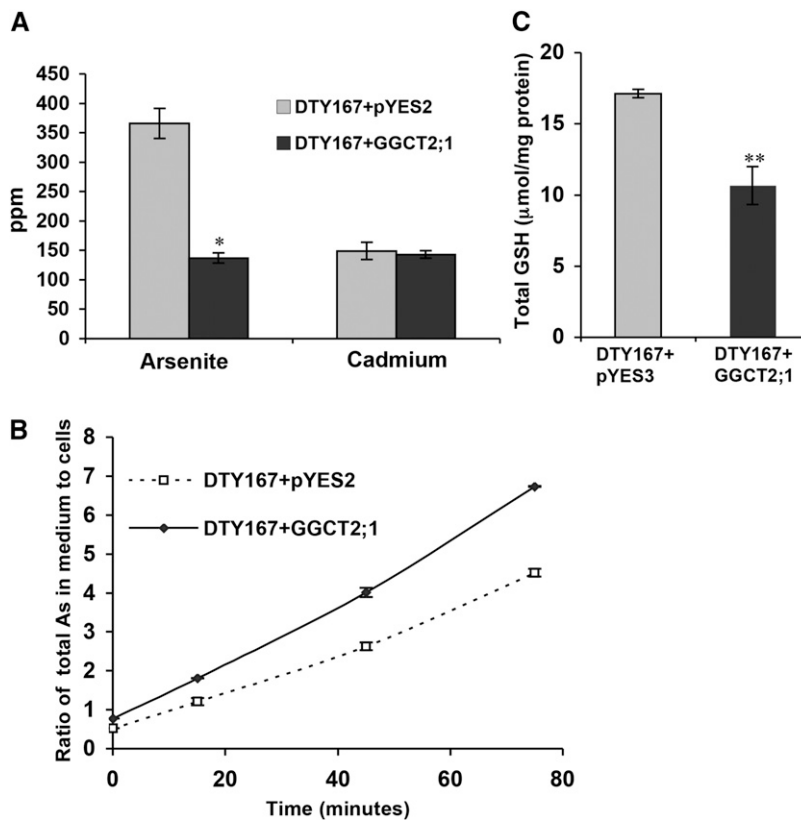 A
ppm
450
400
350
300
250
200
150
100
50
0
DTY167+pYES2
DTY167+GGCT2;1
*
Arsenite
Cadmium
C
Total GSH (μmol/mg protein)
20
15
10
5
0
**
DTY167+
pYES3
DTY167+
GGCT2;1
B
Ratio of total As in medium to cells
8
7
6
5
4
3
2
1
0
DTY167+pYES2
DTY167+GGCT2;1
0 20 40 60 80
Time (minutes)